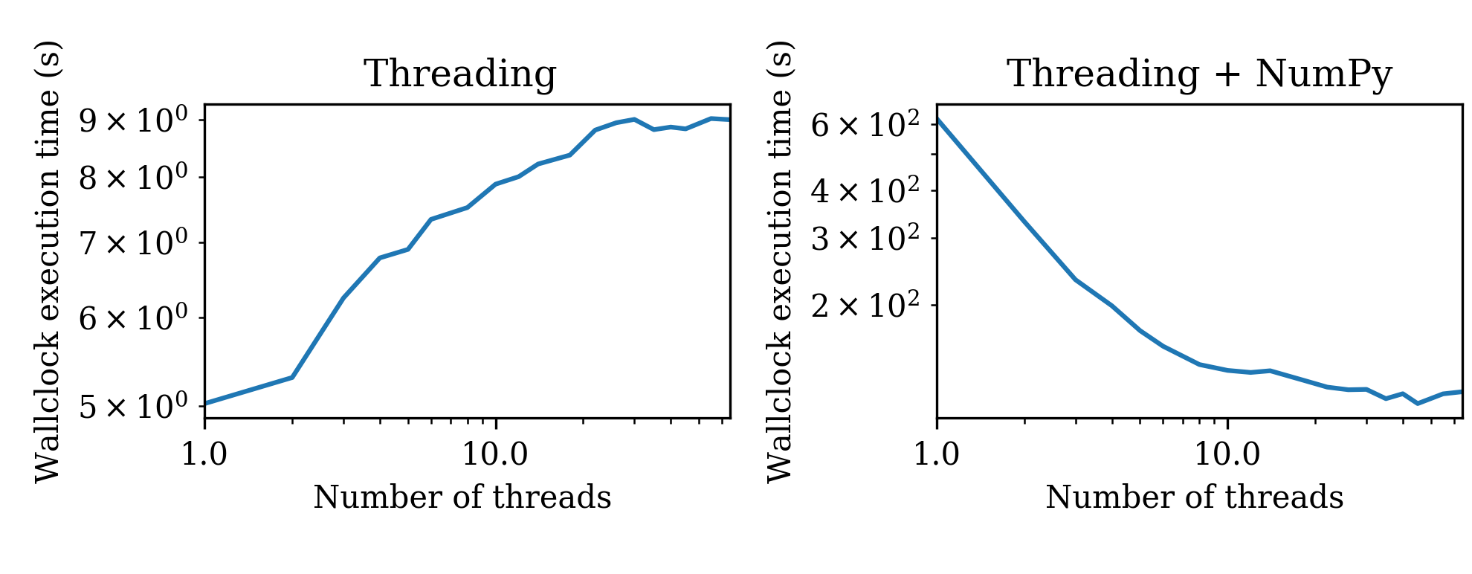 Threading
Wallclock execution time (s)
9 × 10⁰
8 × 10⁰
7 × 10⁰
6 × 10⁰
5 × 10⁰
1.0
10.0
Number of threads
Threading + NumPy
Wallclock execution time (s)
6 × 10²
4 × 10²
3 × 10²
2 × 10²
1.0
10.0
Number of threads